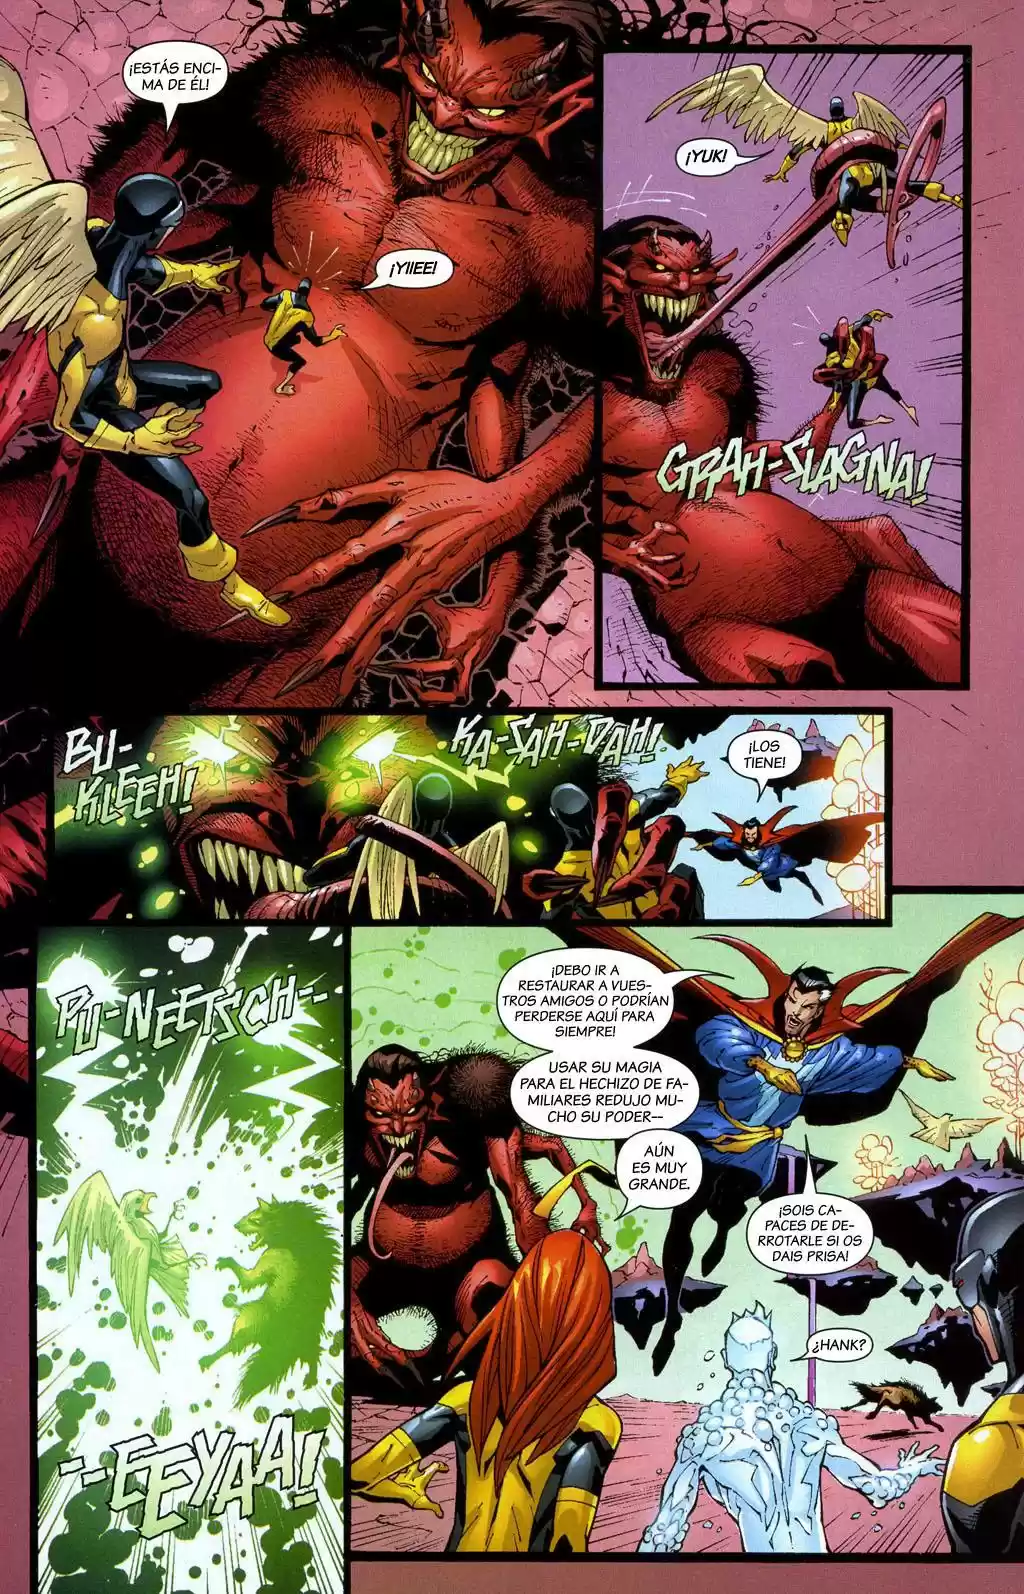 ¡ESTÁS ENCI-
MA DE ÉL!
¡YIIEE!
¡YUK!
GRAH-SLAGNA!
BU-
KLEEH!
KA-SAH-DAH!
¡LOS
TIENE!
PU-NEETSCH--
--EEYAA!
¡DEBO IR A
RESTAURAR A VUES-
TROS AMIGOS O PODRÍAN
PERDERSE AQUÍ PARA
SIEMPRE!
USAR SU MAGIA
PARA EL HECHIZO DE FA-
MILIARES REDUJO MU-
CHO SU PODER--
AÚN
ES MUY
GRANDE.
¡SOIS CA-
PACES DE DE-
RROTARLE SI OS
DAIS PRISA!
¿HANK?